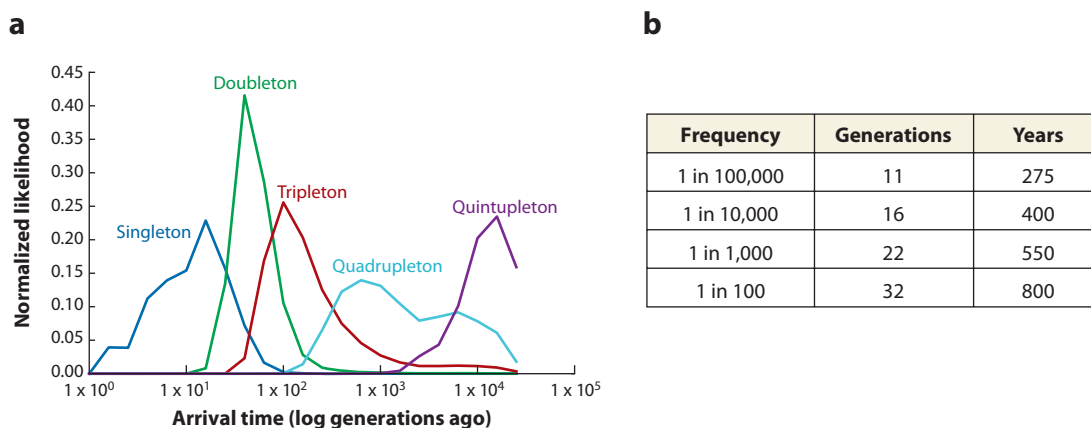 a
Normalized likelihood
0.45
0.40
0.35
0.30
0.25
0.20
0.15
0.10
0.05
0.00
Doubleton
Tripleton
Singleton
Quintupleton
Quadrupleton
1 x 10⁰ 1 x 10¹ 1 x 10² 1 x 10³ 1 x 10⁴ 1 x 10⁵
Arrival time (log generations ago)
b
Frequency Generations Years
1 in 100,000 11 275
1 in 10,000 16 400
1 in 1,000 22 550
1 in 100 32 800